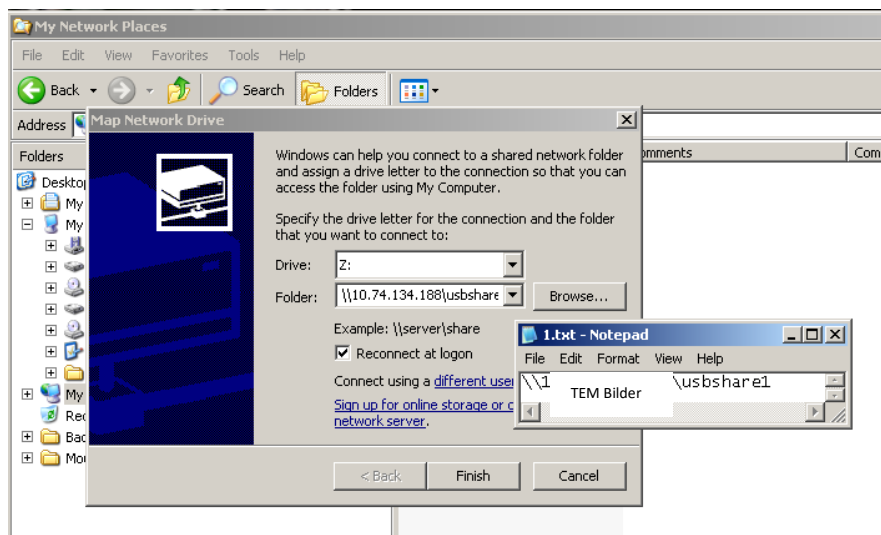 My Network Places
File Edit View Favorites Tools Help
Back Search Folders
Address
Map Network Drive
Folders
omments Com
Windows can help you connect to a shared network folder
and assign a drive letter to the connection so that you can
access the folder using My Computer.
Specify the drive letter for the connection and the folder
that you want to connect to:
Drive: Z:
Folder: \\10.74.134.188\usbshare Browse...
Example: \\server\share
Reconnect at logon
Connect using a different user
Sign up for online storage or c
network server.
< Back Finish Cancel
Desktop
My
My
My
Rec
Bac
Mo
1.txt - Notepad
File Edit Format View Help
\\1 TEM Bilder \usbshare1